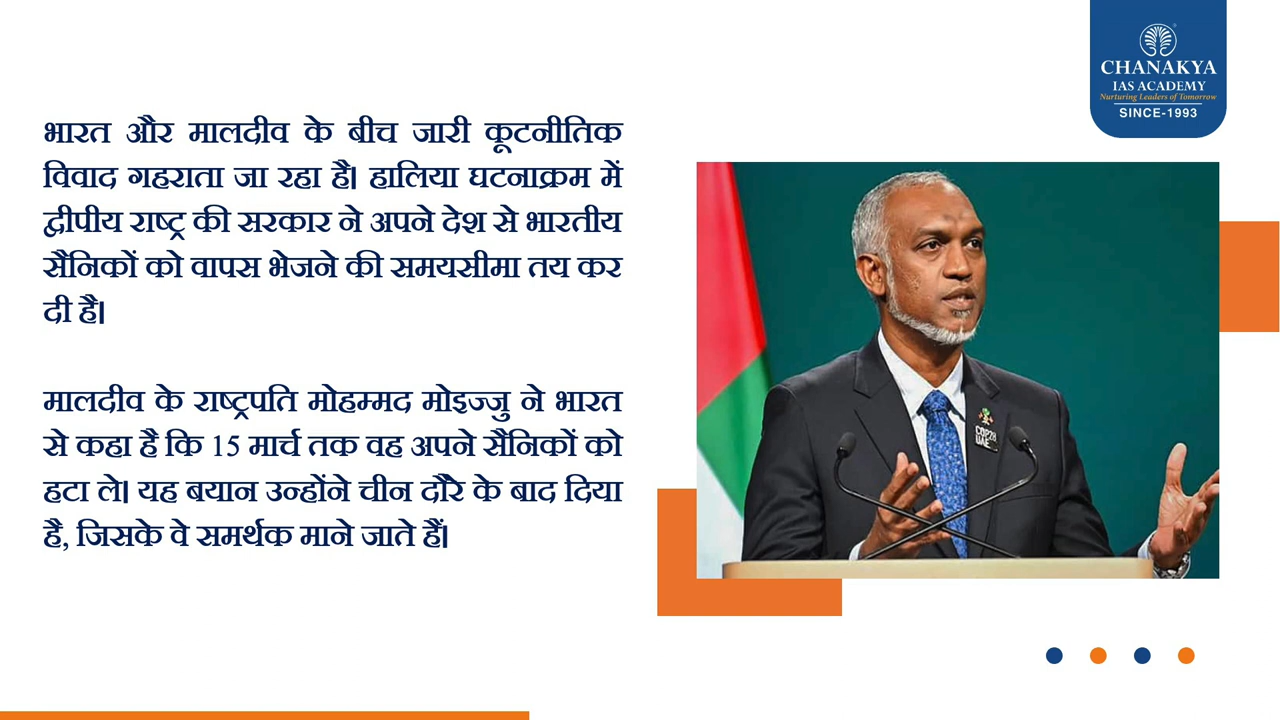 CHANAKYA
IAS ACADEMY
Nurturing Leaders of Tomorrow
SINCE-1993
भारत और मालदीव के बीच जारी कूटनीतिक
विवाद गहराता जा रहा है। हालिया घटनाक्रम में
द्वीपीय राष्ट्र की सरकार ने अपने देश से भारतीय
सैनिकों को वापस भेजने की समयसीमा तय कर
दी है।
मालदीव के राष्ट्रपति मोहम्मद मोइज्जु ने भारत
से कहा है कि 15 मार्च तक वह अपने सैनिकों को
हटा ले। यह बयान उन्होंने चीन दौरे के बाद दिया
है, जिसके वे समर्थक माने जाते हैं।
COP28
UAE